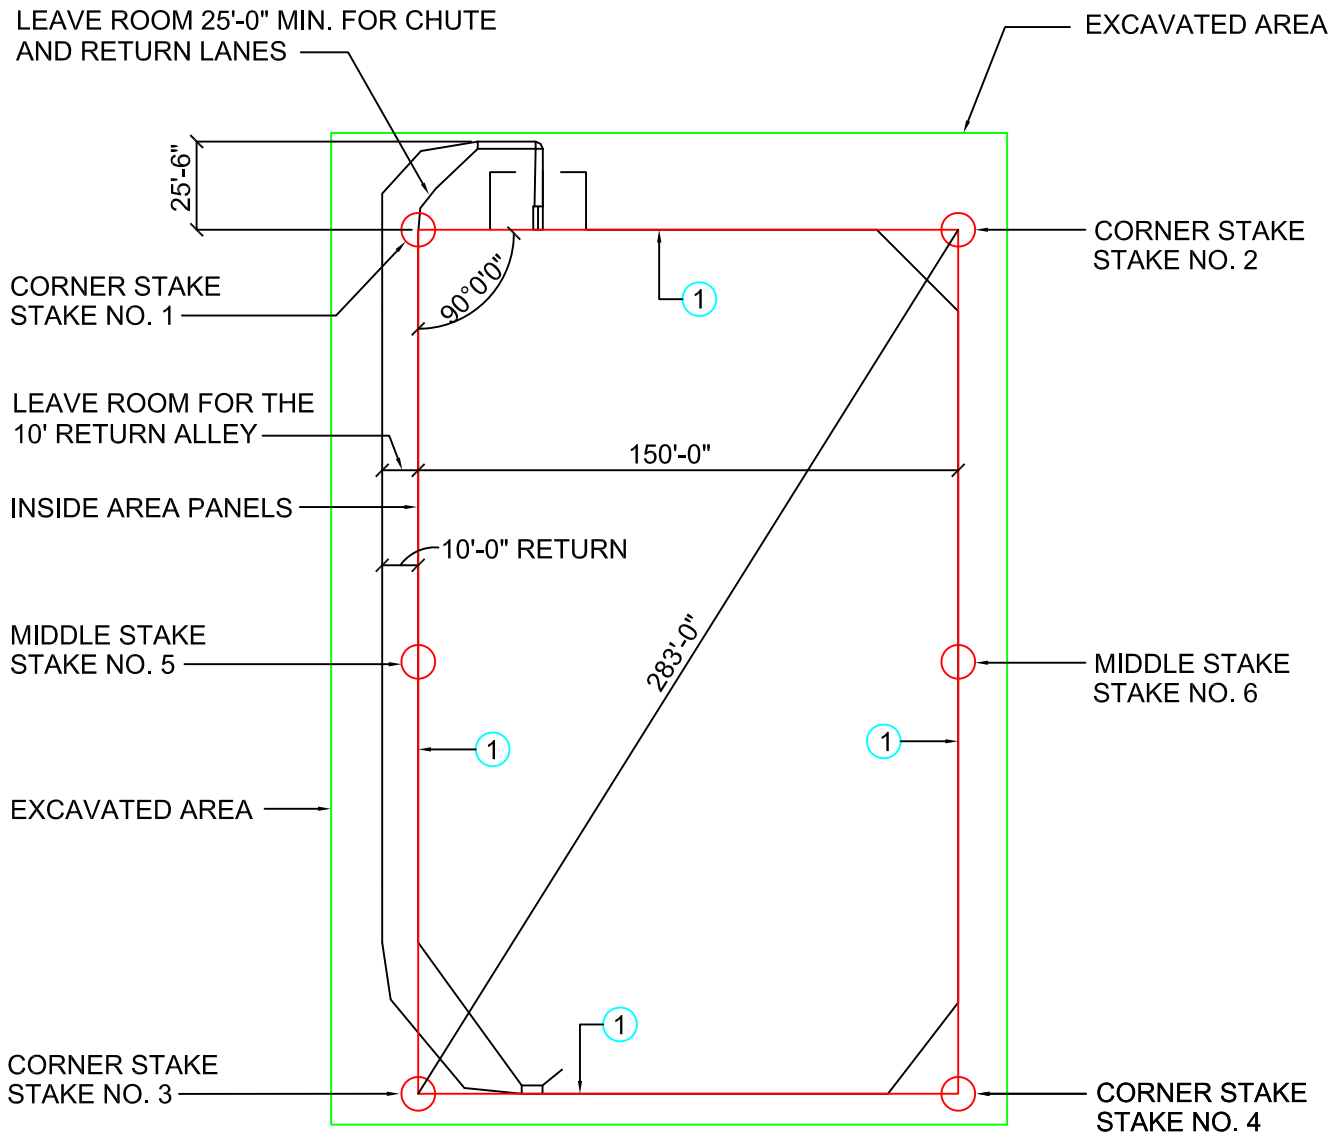 LEAVE ROOM 25'-0" MIN. FOR CHUTE
AND RETURN LANES
EXCAVATED AREA
25'-6"
CORNER STAKE
STAKE NO. 2
CORNER STAKE
STAKE NO. 1
90°0'0"
1
LEAVE ROOM FOR THE
10' RETURN ALLEY
150'-0"
INSIDE AREA PANELS
10'-0" RETURN
MIDDLE STAKE
STAKE NO. 5
283'-0"
MIDDLE STAKE
STAKE NO. 6
1
1
EXCAVATED AREA
1
CORNER STAKE
STAKE NO. 3
CORNER STAKE
STAKE NO. 4